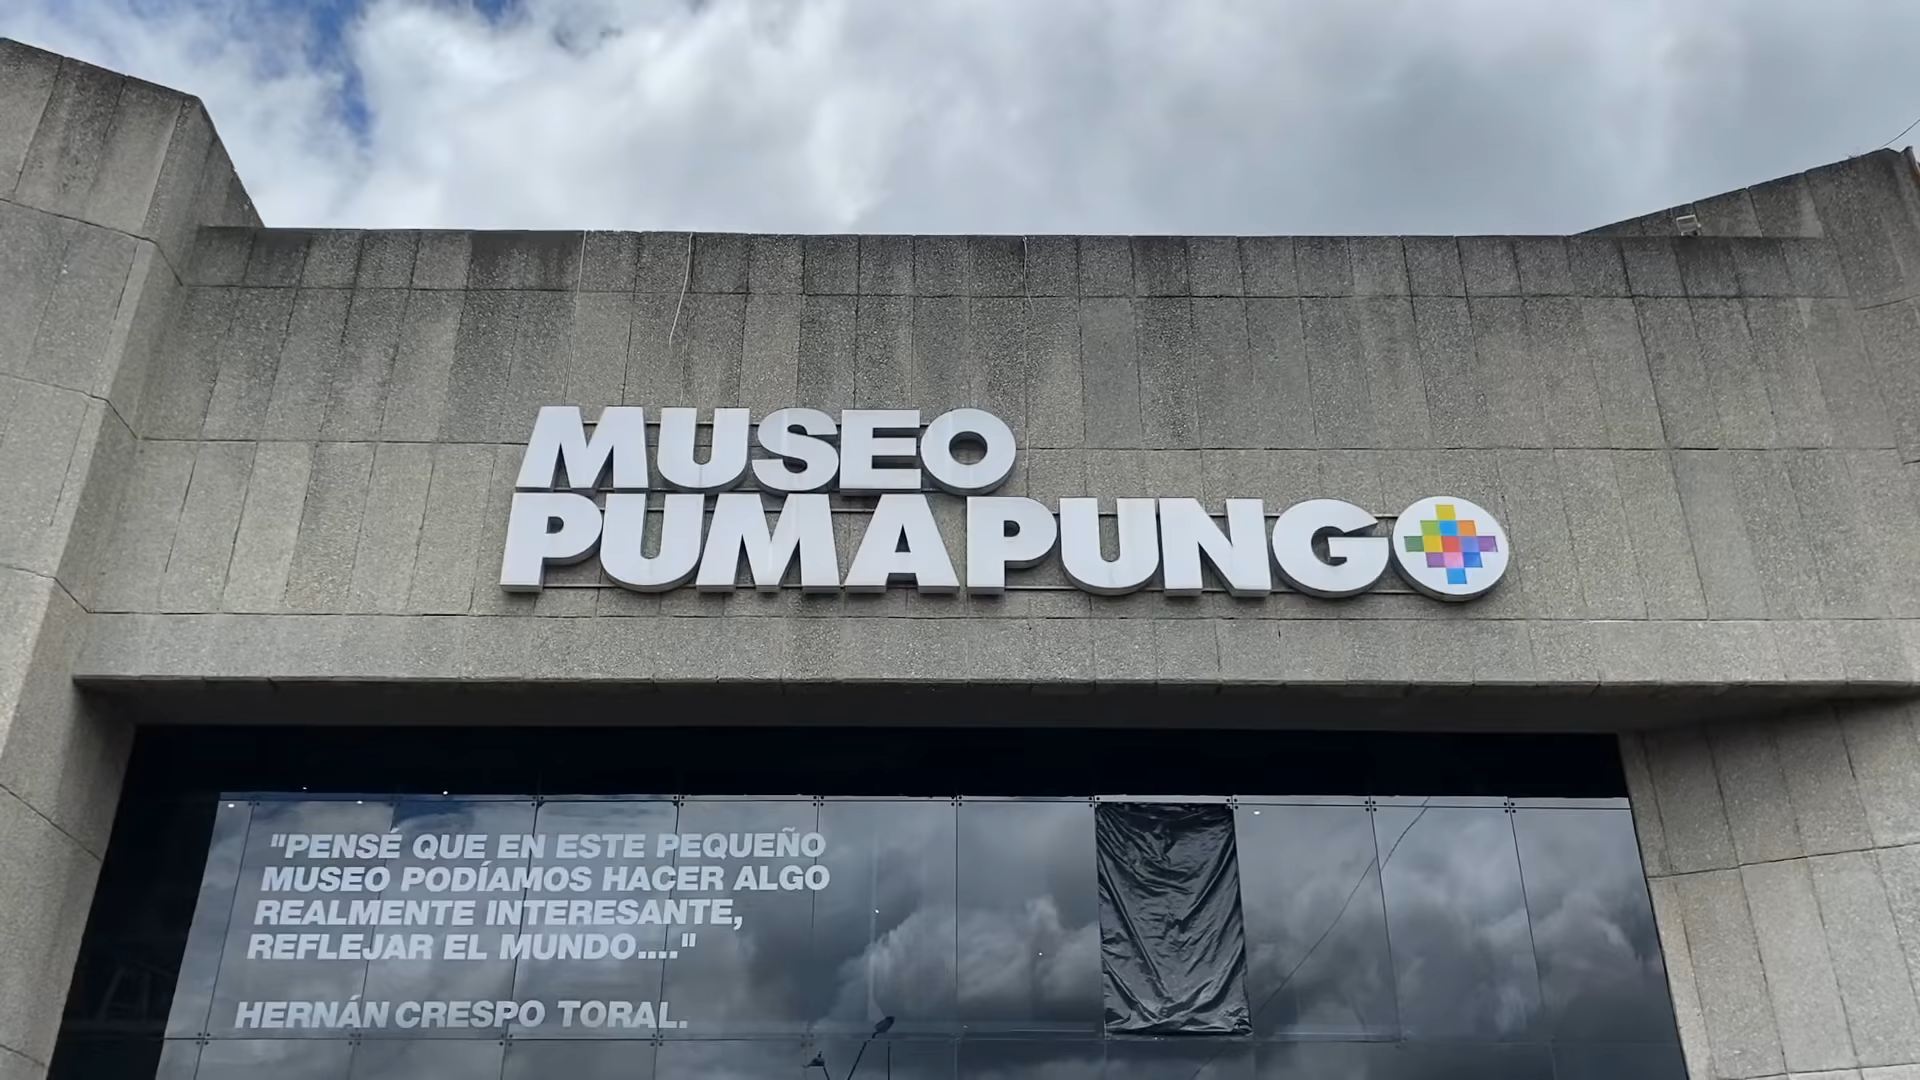 MUSEO
PUMAPUNGO
"PENSÉ QUE EN ESTE PEQUEÑO
MUSEO PODÍAMOS HACER ALGO
REALMENTE INTERESANTE,
REFLEJAR EL MUNDO...."
HERNÁN CRESPO TORAL.